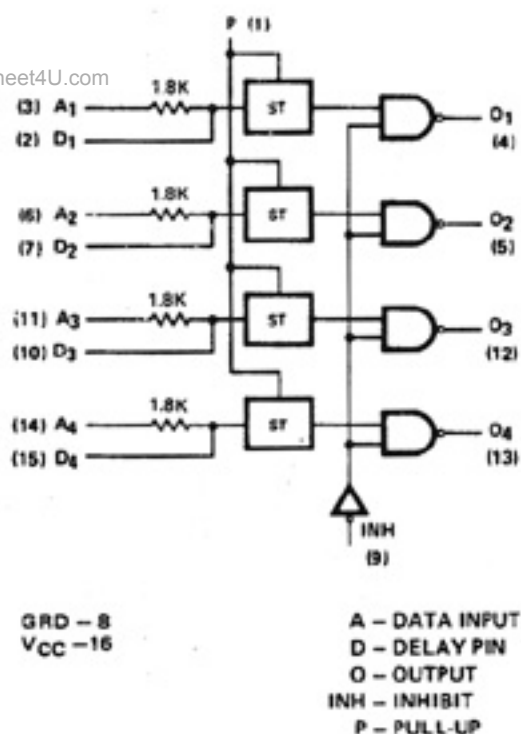 P (1)
heet4U.com
1.8K
(3) A1 ST O1
(2) D1 (4)
1.8K
(6) A2 ST O2
(7) D2 (5)
1.8K
(11) A3 ST O3
(10) D3 (12)
1.8K
(14) A4 ST O4
(15) D4 (13)
INH
(9)
GRD – 8
VCC – 16
A – DATA INPUT
D – DELAY PIN
O – OUTPUT
INH – INHIBIT
P – PULL-UP